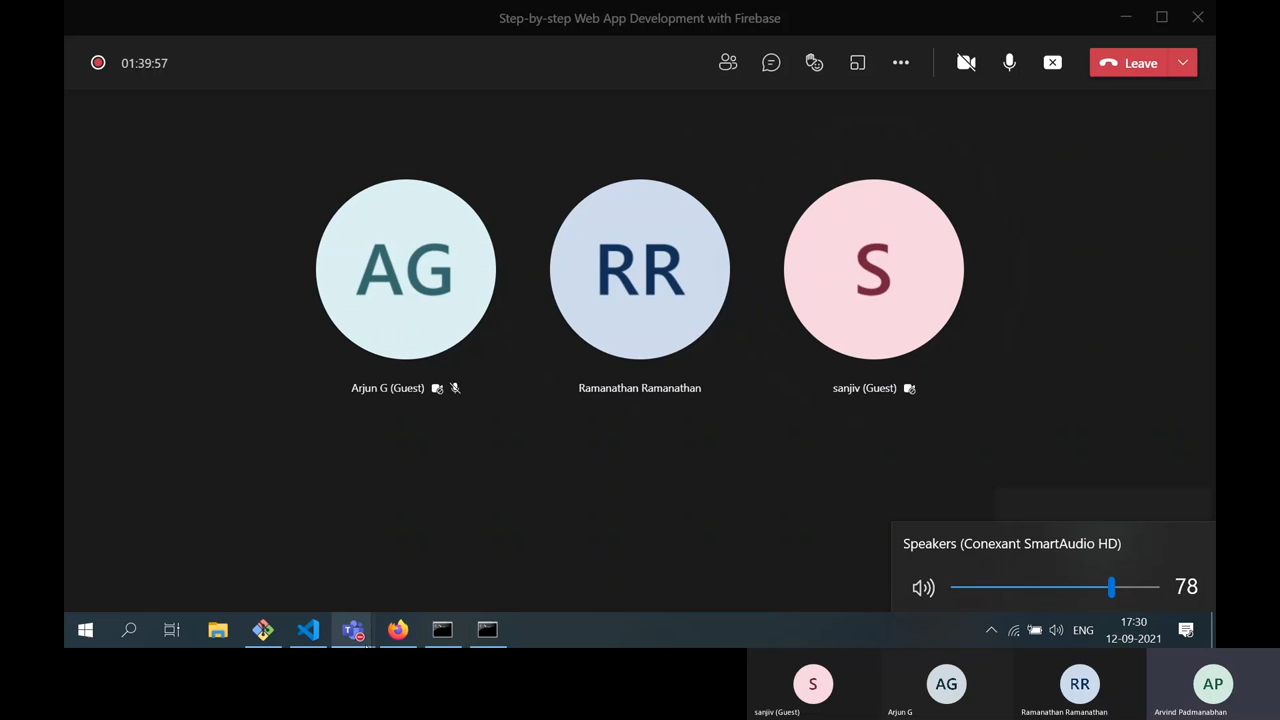 Step-by-step Web App Development with Firebase
01:39:57
Leave
AG
RR
S
Arjun G (Guest)
Ramanathan Ramanathan
sanjiv (Guest)
Speakers (Conexant SmartAudio HD)
78
ENG
17:30
12-09-2021
S
AG
RR
AP
sanjiv (Guest)
Arjun G
Ramanathan Ramanathan
Arvind Padmanabhan